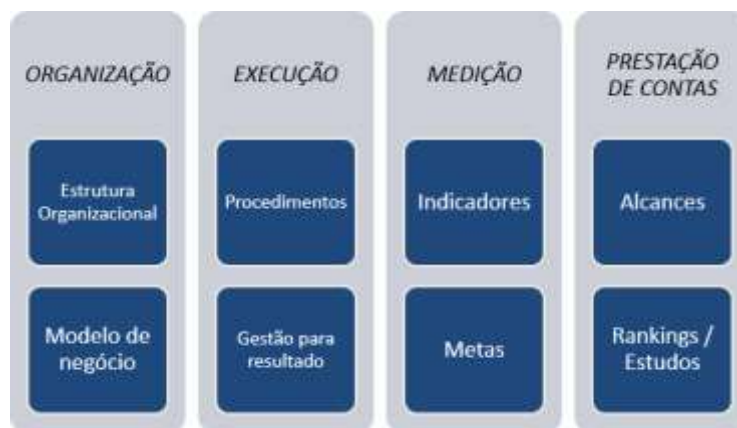 ORGANIZAÇÃO
Estrutura
Organizacional
Modelo de
negócio
EXECUÇÃO
Procedimentos
Gestão para
resultado
MEDIÇÃO
Indicadores
Metas
PRESTAÇÃO
DE CONTAS
Alcances
Rankings /
Estudos